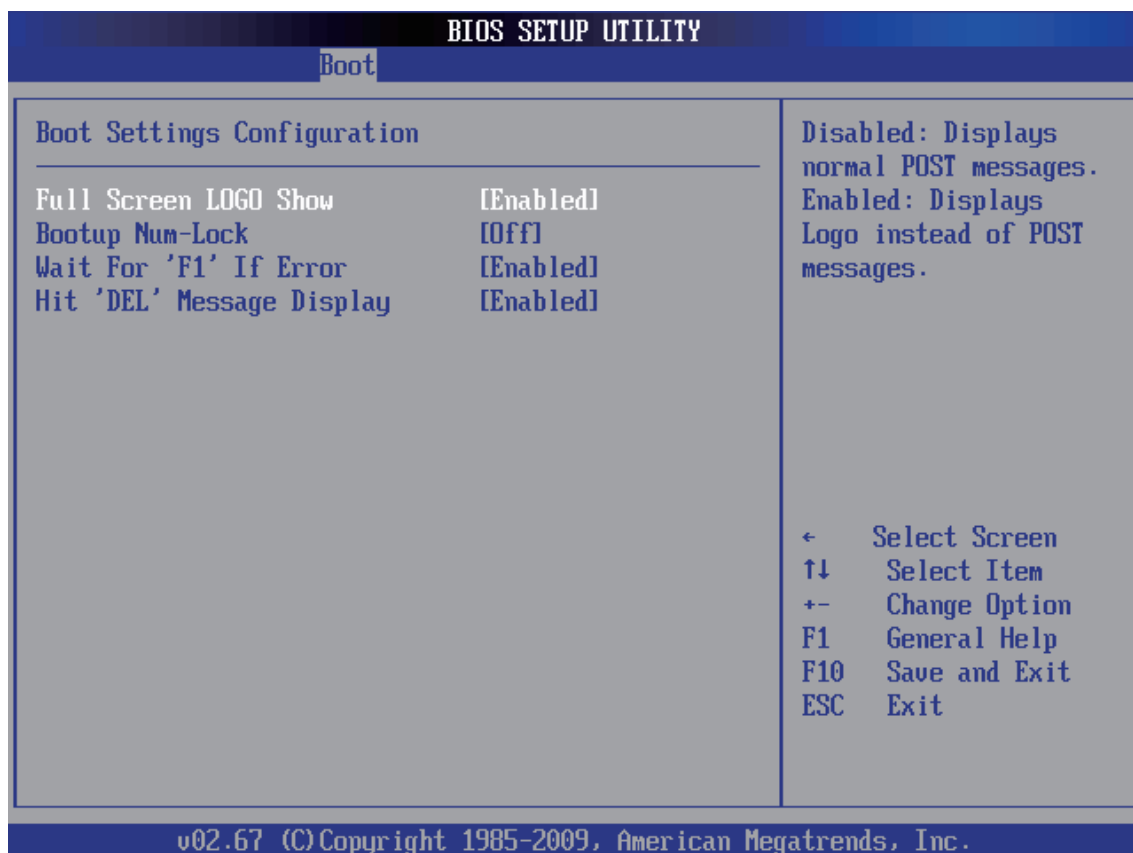 BIOS SETUP UTILITY
Boot
Boot Settings Configuration
Full Screen LOGO Show [Enabled]
Bootup Num-Lock [Off]
Wait For 'F1' If Error [Enabled]
Hit 'DEL' Message Display [Enabled]
Disabled: Displays
normal POST messages.
Enabled: Displays
Logo instead of POST
messages.
← Select Screen
↑↓ Select Item
+- Change Option
F1 General Help
F10 Save and Exit
ESC Exit
v02.67 (C)Copyright 1985-2009, American Megatrends, Inc.